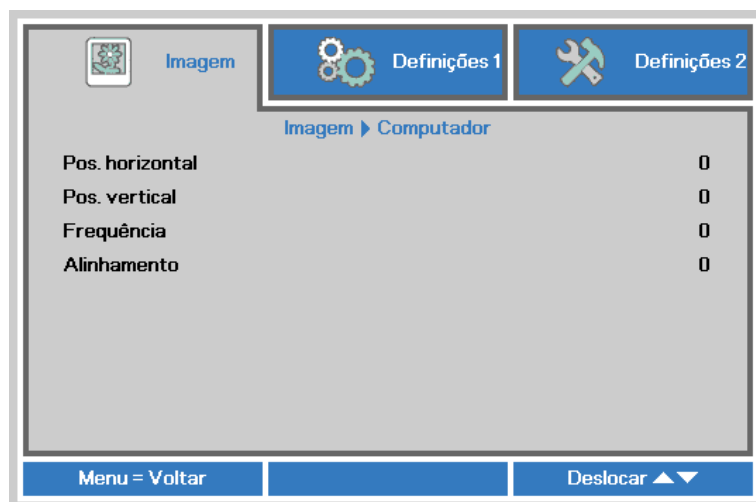 Imagem Definições 1 Definições 2
Imagem ▶ Computador
Pos. horizontal 0
Pos. vertical 0
Frequência 0
Alinhamento 0
Menu = Voltar Deslocar ▲▼